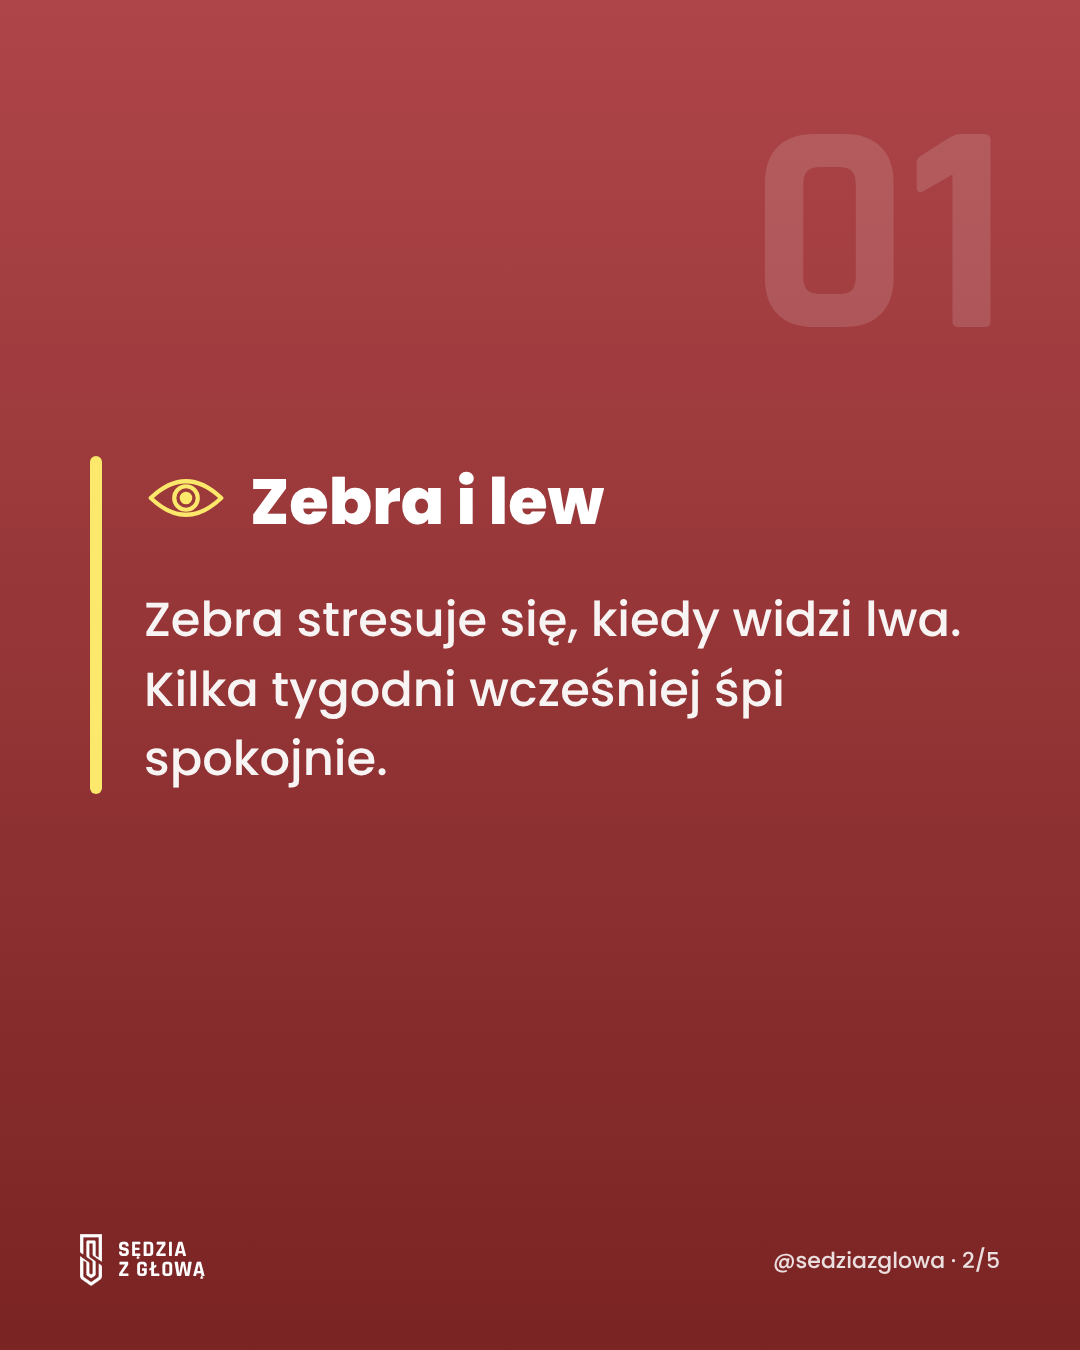 01
Zebra i lew
Zebra stresuje się, kiedy widzi lwa.
Kilka tygodni wcześniej śpi
spokojnie.
SĘDZIA
Z GŁOWĄ
@sedziazglowa · 2/5